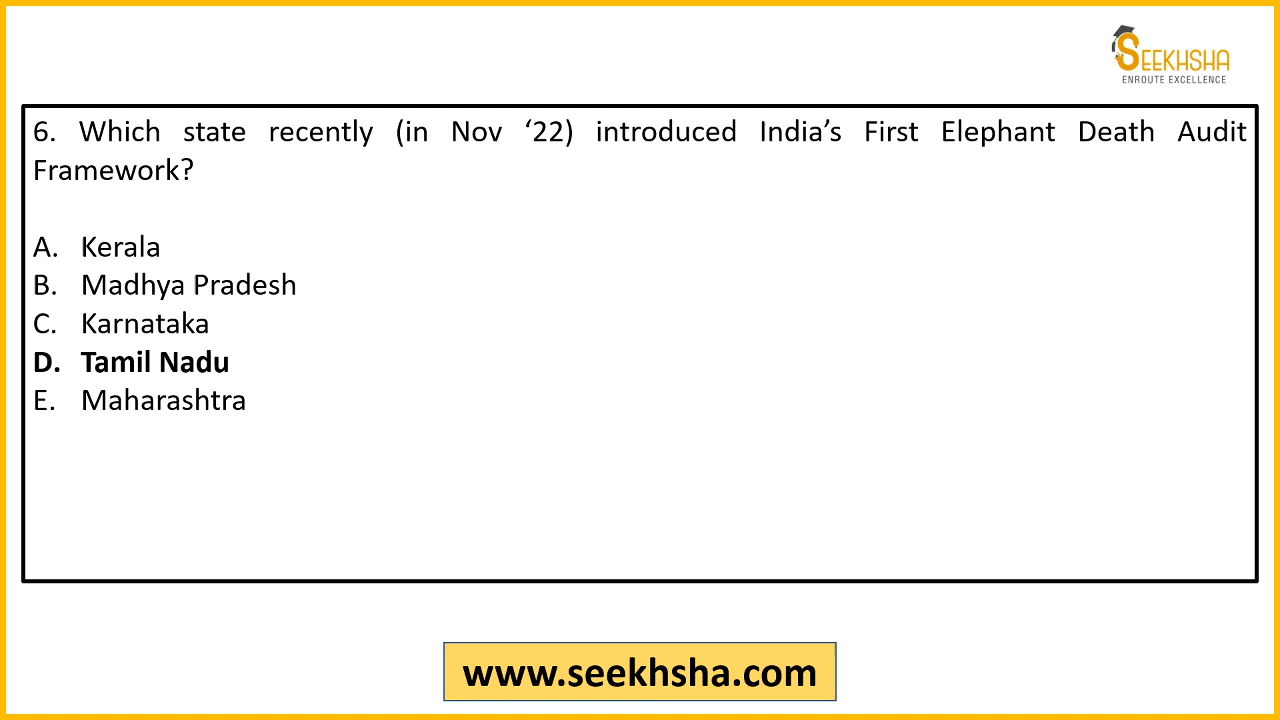 SEEKHSHA
ENROUTE EXCELLENCE
6. Which state recently (in Nov ‘22) introduced India’s First Elephant Death Audit
Framework?
A. Kerala
B. Madhya Pradesh
C. Karnataka
D. Tamil Nadu
E. Maharashtra
www.seekhsha.com